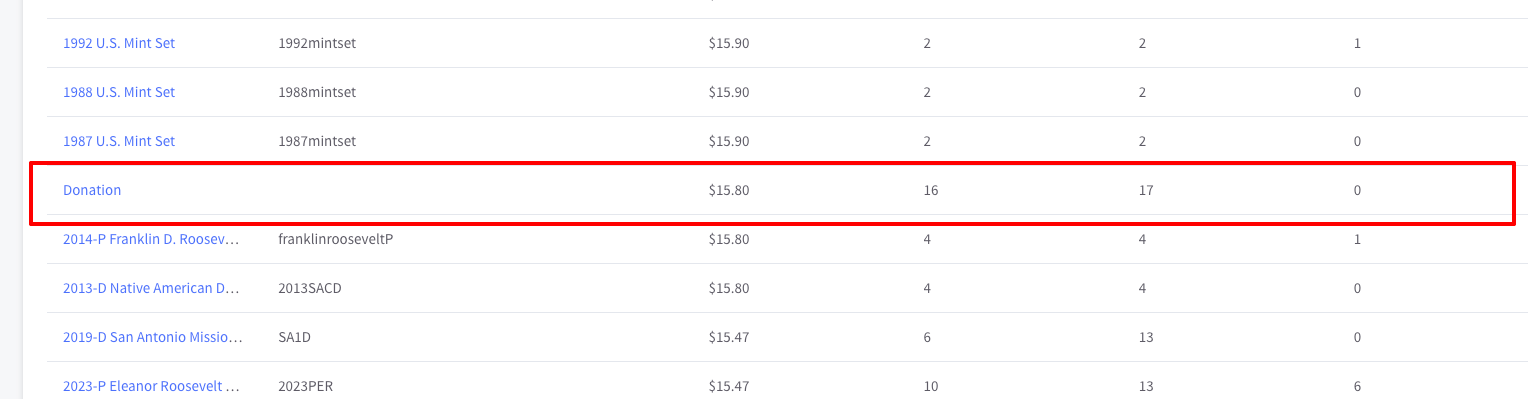 1992 U.S. Mint Set 1992mintset $15.90 2 2 1
1988 U.S. Mint Set 1988mintset $15.90 2 2 0
1987 U.S. Mint Set 1987mintset $15.90 2 2 0
Donation $15.80 16 17 0
2014-P Franklin D. Roosev... franklinrooseveltP $15.80 4 4 1
2013-D Native American D... 2013SACD $15.80 4 4 0
2019-D San Antonio Missio... SA1D $15.47 6 13 0
2023-P Eleanor Roosevelt ... 2023PER $15.47 10 13 6